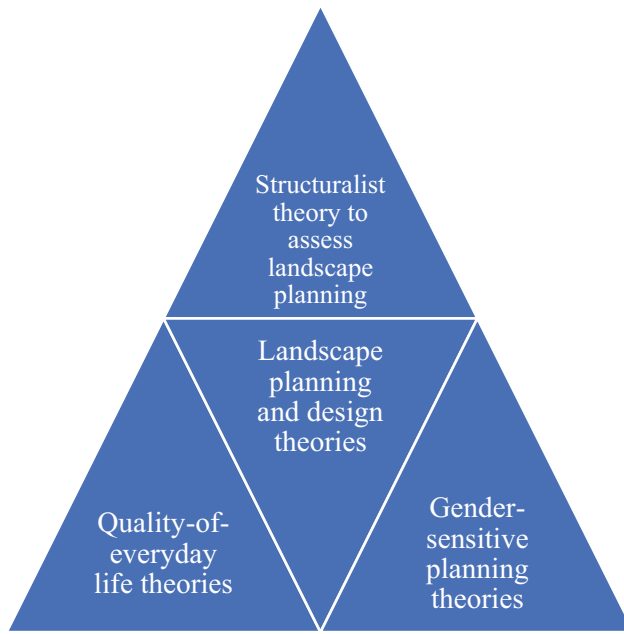 Structuralist
theory to
assess
landscape
planning
Landscape
planning
and design
theories
Quality-of-
everyday
life theories
Gender-
sensitive
planning
theories